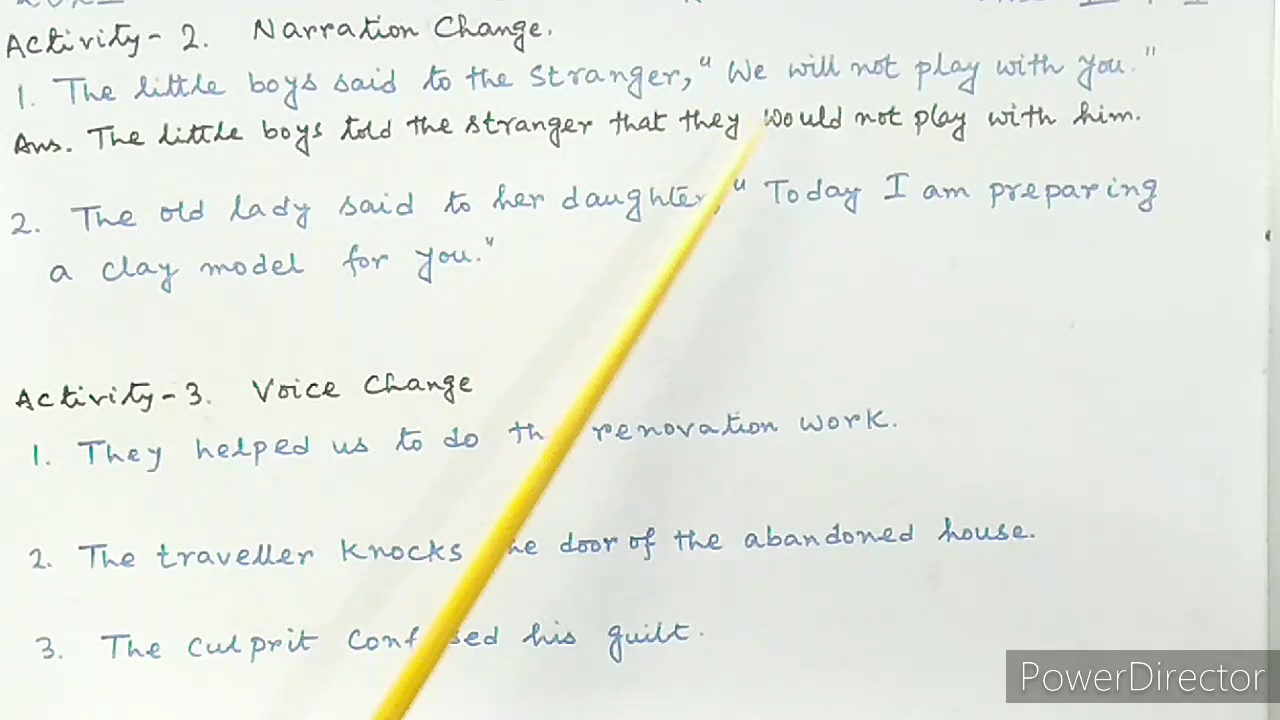 Activity- 2. Narration Change.
1. The little boys said to the stranger, "We will not play with you."
Ans. The little boys told the stranger that they would not play with him.
2. The old lady said to her daughter, "Today I am preparing
a clay model for you."
Activity-3. Voice Change
1. They helped us to do renovation work.
2. The traveller knocks door of the abandoned house.
3. The culprit his guilt.
PowerDirector